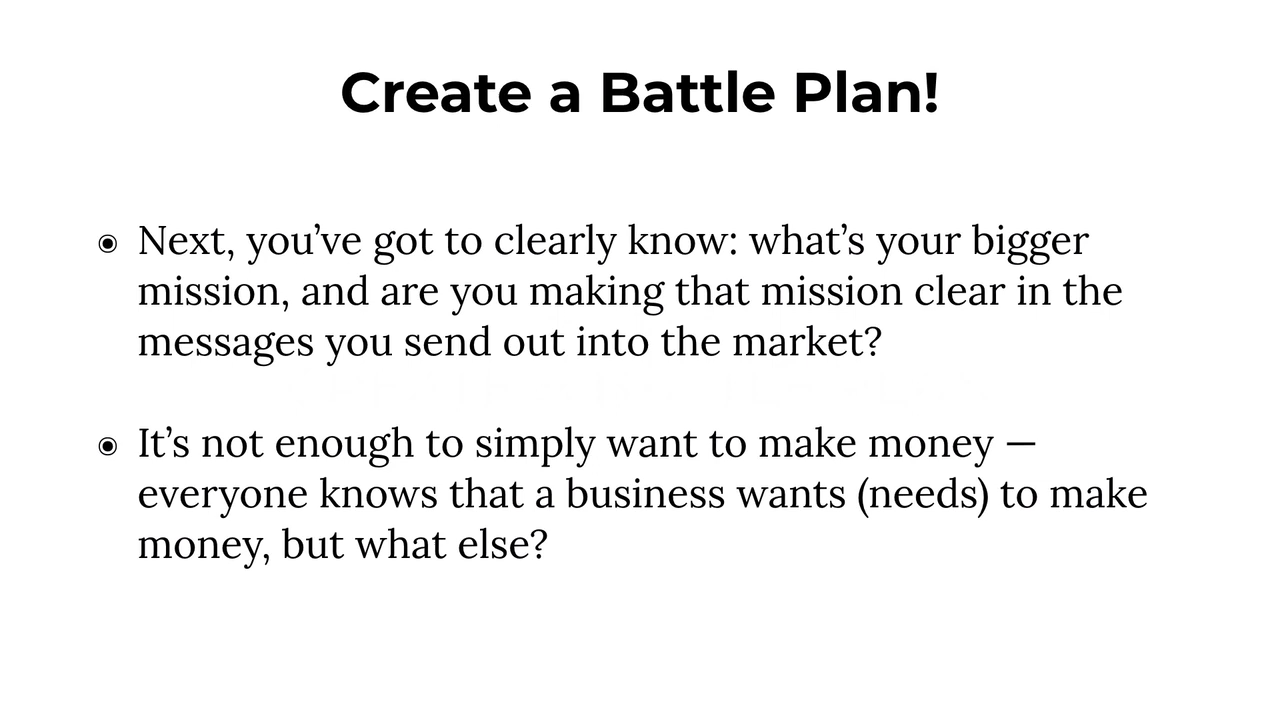 Create a Battle Plan!
◉ Next, you’ve got to clearly know: what’s your bigger
mission, and are you making that mission clear in the
messages you send out into the market?
◉ It’s not enough to simply want to make money —
everyone knows that a business wants (needs) to make
money, but what else?